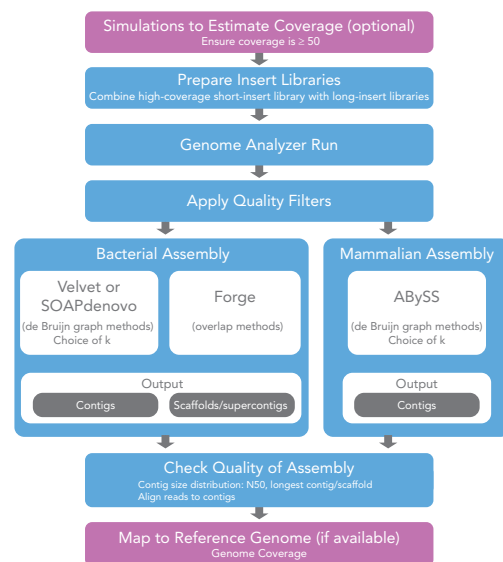 Simulations to Estimate Coverage (optional)
Ensure coverage is ≥ 50
Prepare Insert Libraries
Combine high-coverage short-insert library with long-insert libraries
Genome Analyzer Run
Apply Quality Filters
Bacterial Assembly
Velvet or
SOAPdenovo
(de Bruijn graph methods)
Choice of k
Forge
(overlap methods)
Output
Contigs
Scaffolds/supercontigs
Mammalian Assembly
ABySS
(de Bruijn graph methods)
Choice of k
Output
Contigs
Check Quality of Assembly
Contig size distribution: N50, longest contig/scaffold
Align reads to contigs
Map to Reference Genome (if available)
Genome Coverage